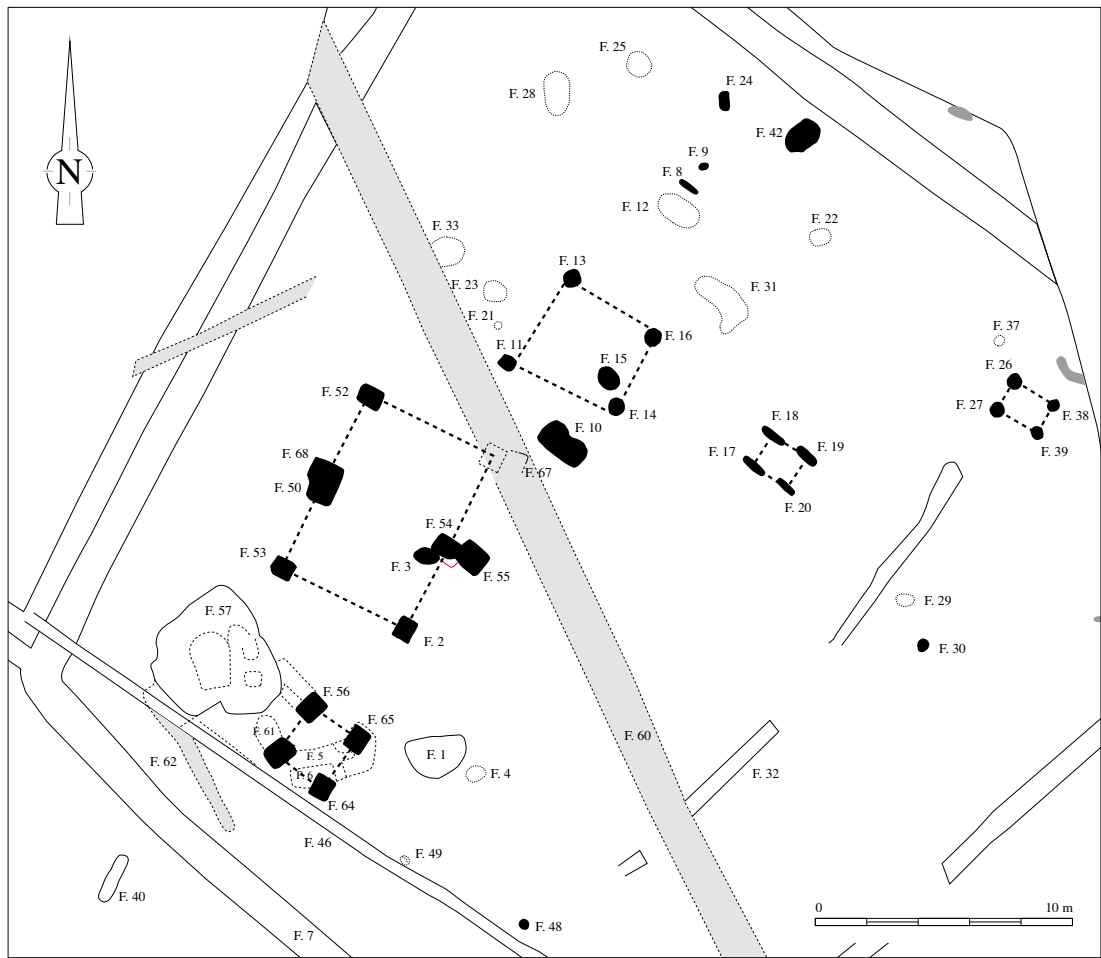 F. 25
F. 24
F. 28
F. 42
F. 9
N
F. 8
F. 12
F. 22
F. 33
F. 13
F. 23
F. 31
F. 21
F. 37
F. 16
F. 11
F. 15
F. 26
F. 52
F. 27
F. 38
F. 14
F. 18
F. 10
F. 39
F. 68
F. 17
F. 19
F. 67
F. 50
F. 20
F. 54
F. 53
F. 3
F. 55
F. 29
F. 57
F. 2
F. 30
F. 56
F. 65
F. 61
F. 60
F. 1
F. 5
F. 62
F. 6
F. 4
F. 32
F. 64
F. 46
F. 49
F. 40
0 10 m
F. 48
F. 7